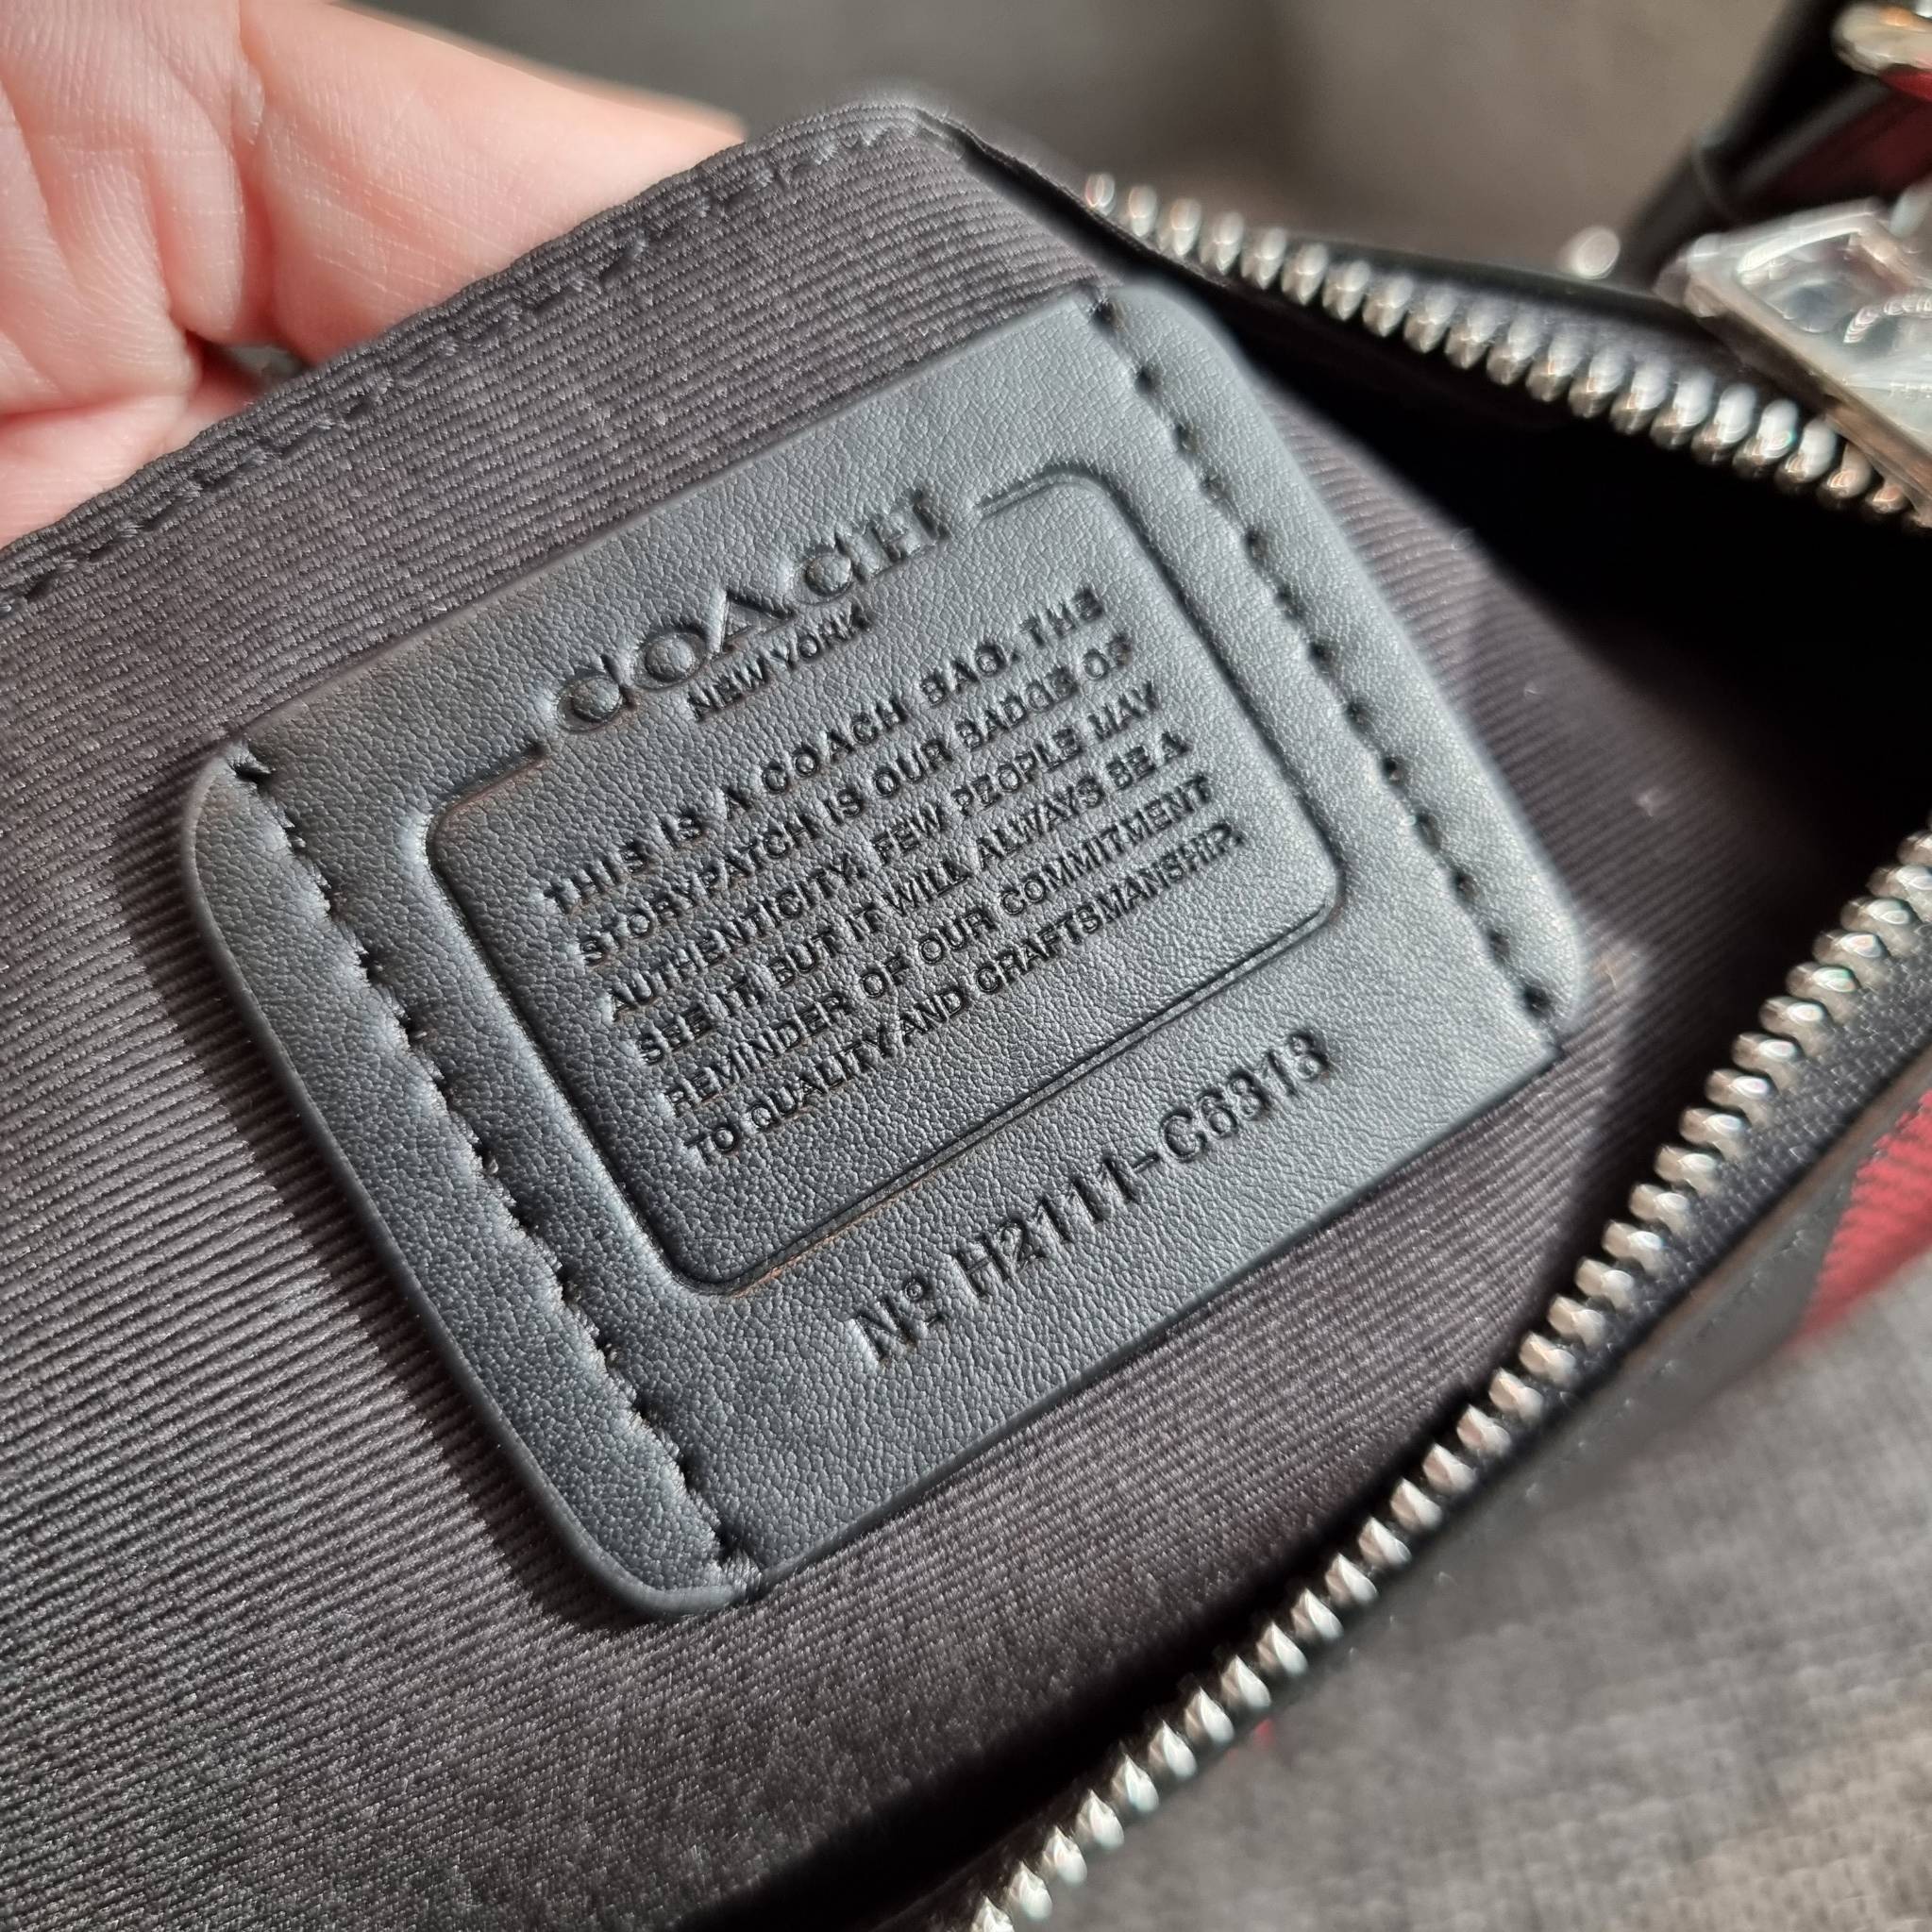 COACH
NEW YORK
THIS IS A COACH BAG. THE
STORYPATCH IS OUR BADGE OF
AUTHENTICITY. FEW PEOPLE MAY
SEE IT! BUT IT WILL ALWAYS BE A
REMINDER OF OUR COMMITMENT
TO QUALITY AND CRAFTSMANSHIP.
Nº H2111-C6313